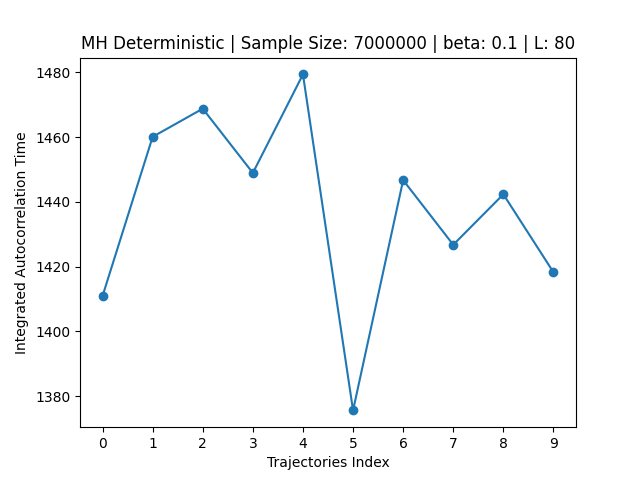 MH Deterministic | Sample Size: 7000000 | beta: 0.1 | L: 80
Integrated Autocorrelation Time
1480
1460
1440
1420
1400
1380
0 1 2 3 4 5 6 7 8 9
Trajectories Index